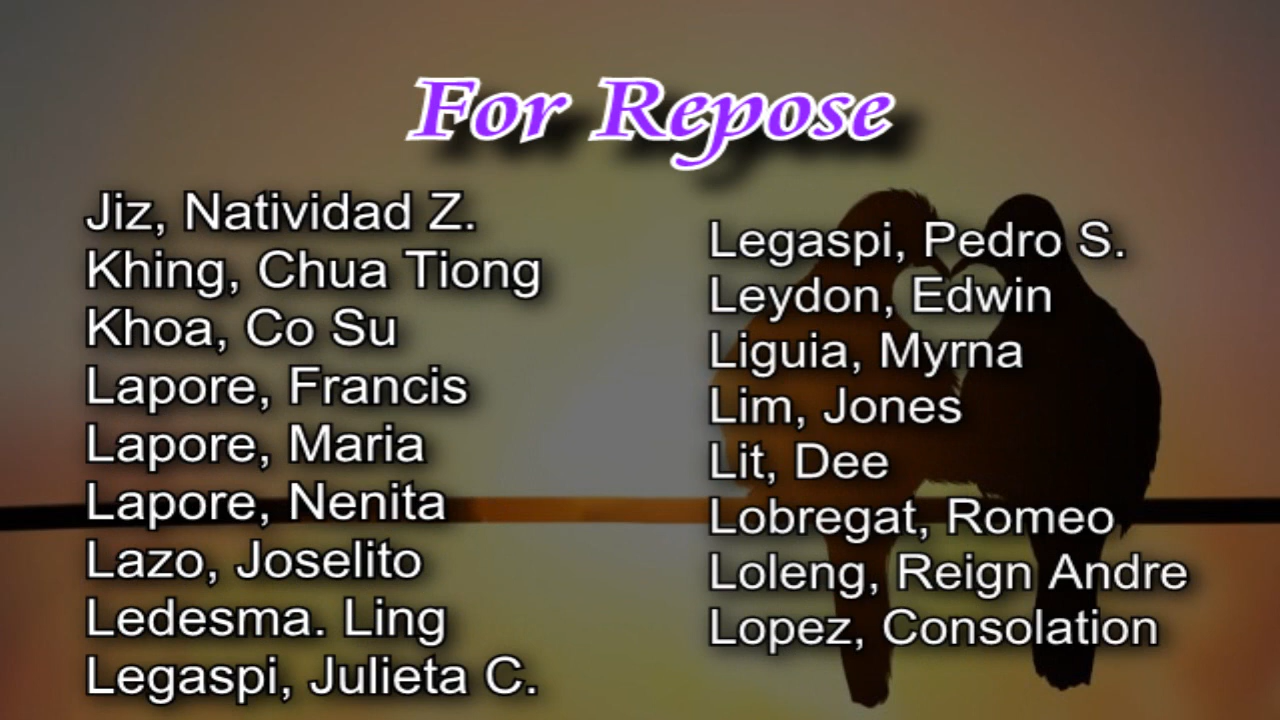 For Repose
Jiz, Natividad Z.
Khing, Chua Tiong
Khoa, Co Su
Lapore, Francis
Lapore, Maria
Lapore, Nenita
Lazo, Joselito
Ledesma. Ling
Legaspi, Julieta C.
Legaspi, Pedro S.
Leydon, Edwin
Liguia, Myrna
Lim, Jones
Lit, Dee
Lobregat, Romeo
Loleng, Reign Andre
Lopez, Consolation